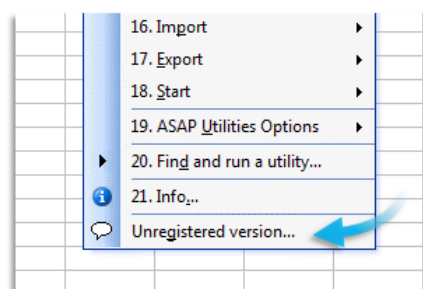 16. Import
17. Export
18. Start
19. ASAP Utilities Options
20. Find and run a utility...
21. Info...
Unregistered version...